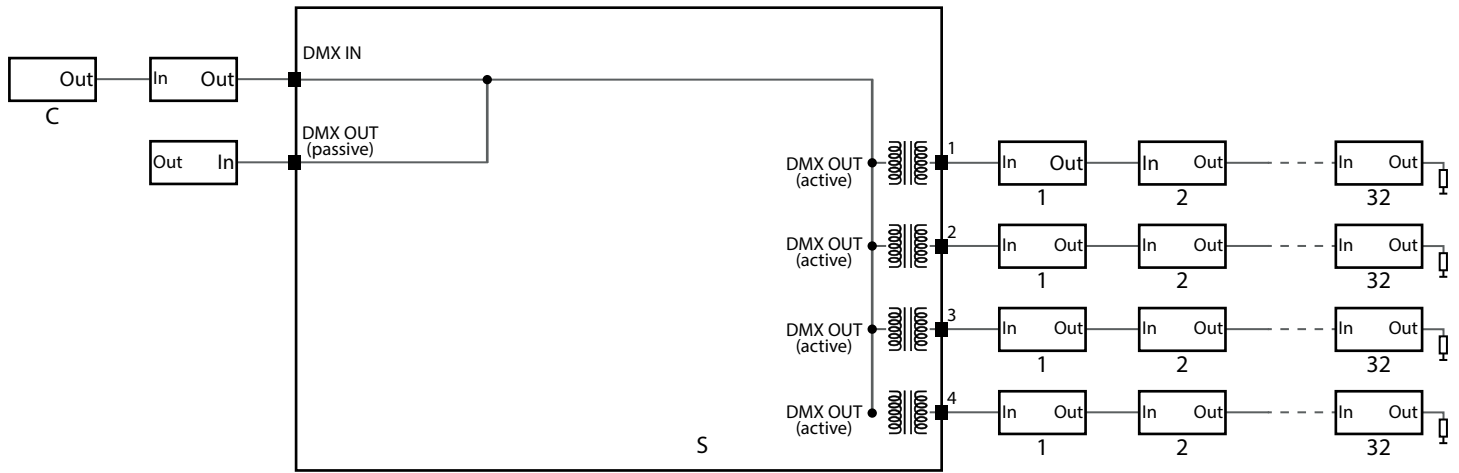 DMX IN
Out
In Out
C
DMX OUT
(passive)
Out In
DMX OUT
(active)
1
In Out
In Out
In Out
1
2
32
DMX OUT
(active)
2
In Out
In Out
In Out
1
2
32
DMX OUT
(active)
3
In Out
In Out
In Out
1
2
32
DMX OUT
(active)
4
In Out
In Out
In Out
1
2
32
S